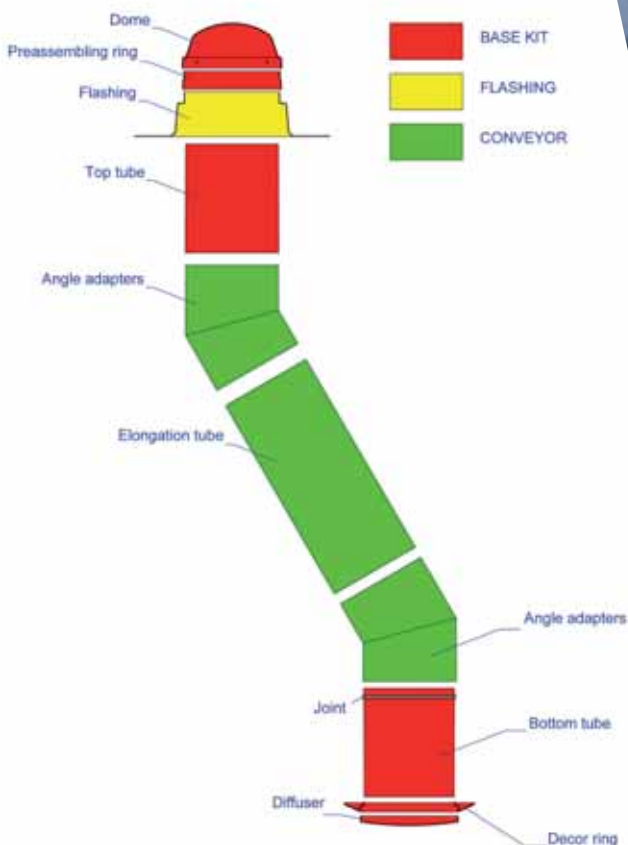 Dome
Preassembling ring
Flashing
Top tube
Angle adapters
Elongation tube
Angle adapters
Joint
Bottom tube
Diffuser
Decor ring
BASE KIT
FLASHING
CONVEYOR